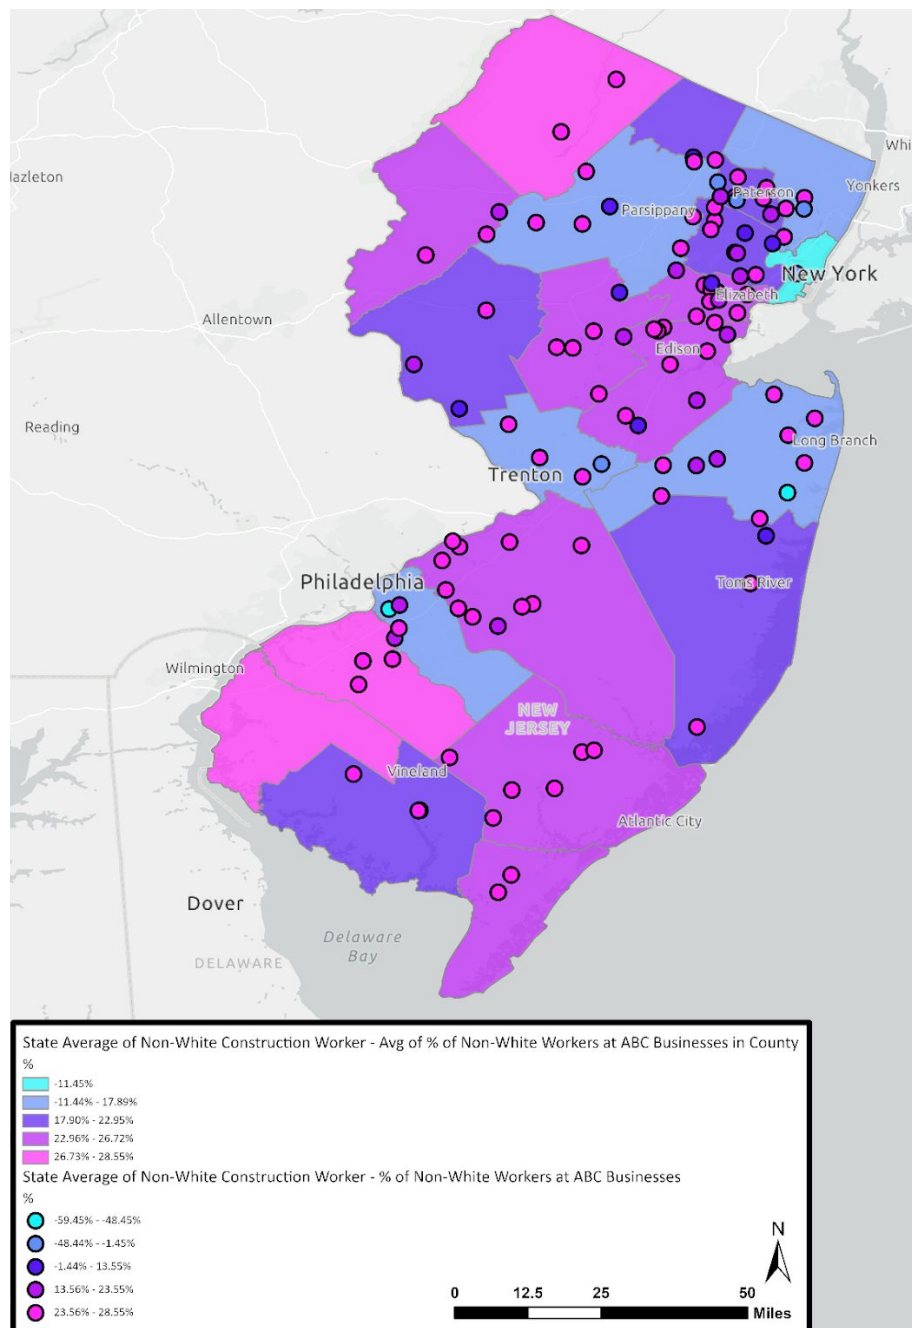 Hazleton
Whi
Yonkers
Paterson
Parsippany
New York
Elizabeth
Allentown
Edison
Reading
Long Branch
Trenton
Philadelphia
Toms River
Wilmington
NEW
JERSEY
Vineland
Atlantic City
Dover
Delaware
Bay
DELAWARE
State Average of Non-White Construction Worker - Avg of % of Non-White Workers at ABC Businesses in County
%
-11.45%
-11.44% - 17.89%
17.90% - 22.95%
22.96% - 26.72%
26.73% - 28.55%
State Average of Non-White Construction Worker - % of Non-White Workers at ABC Businesses
%
-59.45% - -48.45%
-48.44% - -1.45%
-1.44% - 13.55%
13.56% - 23.55%
23.56% - 28.55%
N
0 12.5 25 50
Miles